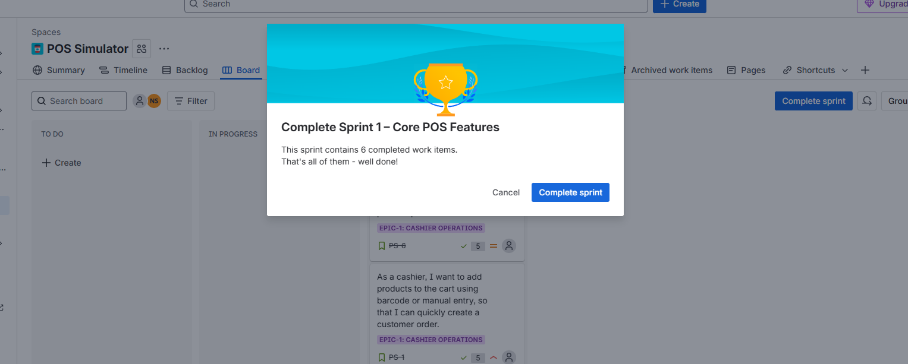 Search
Create
Upgrad
Spaces
POS Simulator
Summary
Timeline
Backlog
Board
Archived work items
Pages
Shortcuts
Search board
NS
Filter
Complete sprint
Grou
TO DO
IN PROGRESS
Create
Complete Sprint 1 – Core POS Features
This sprint contains 6 completed work items.
That's all of them - well done!
Cancel
Complete sprint
EPIC-1: CASHIER OPERATIONS
PS-6
5
As a cashier, I want to add
products to the cart using
barcode or manual entry, so
that I can quickly create a
customer order.
EPIC-1: CASHIER OPERATIONS
PS-1
5